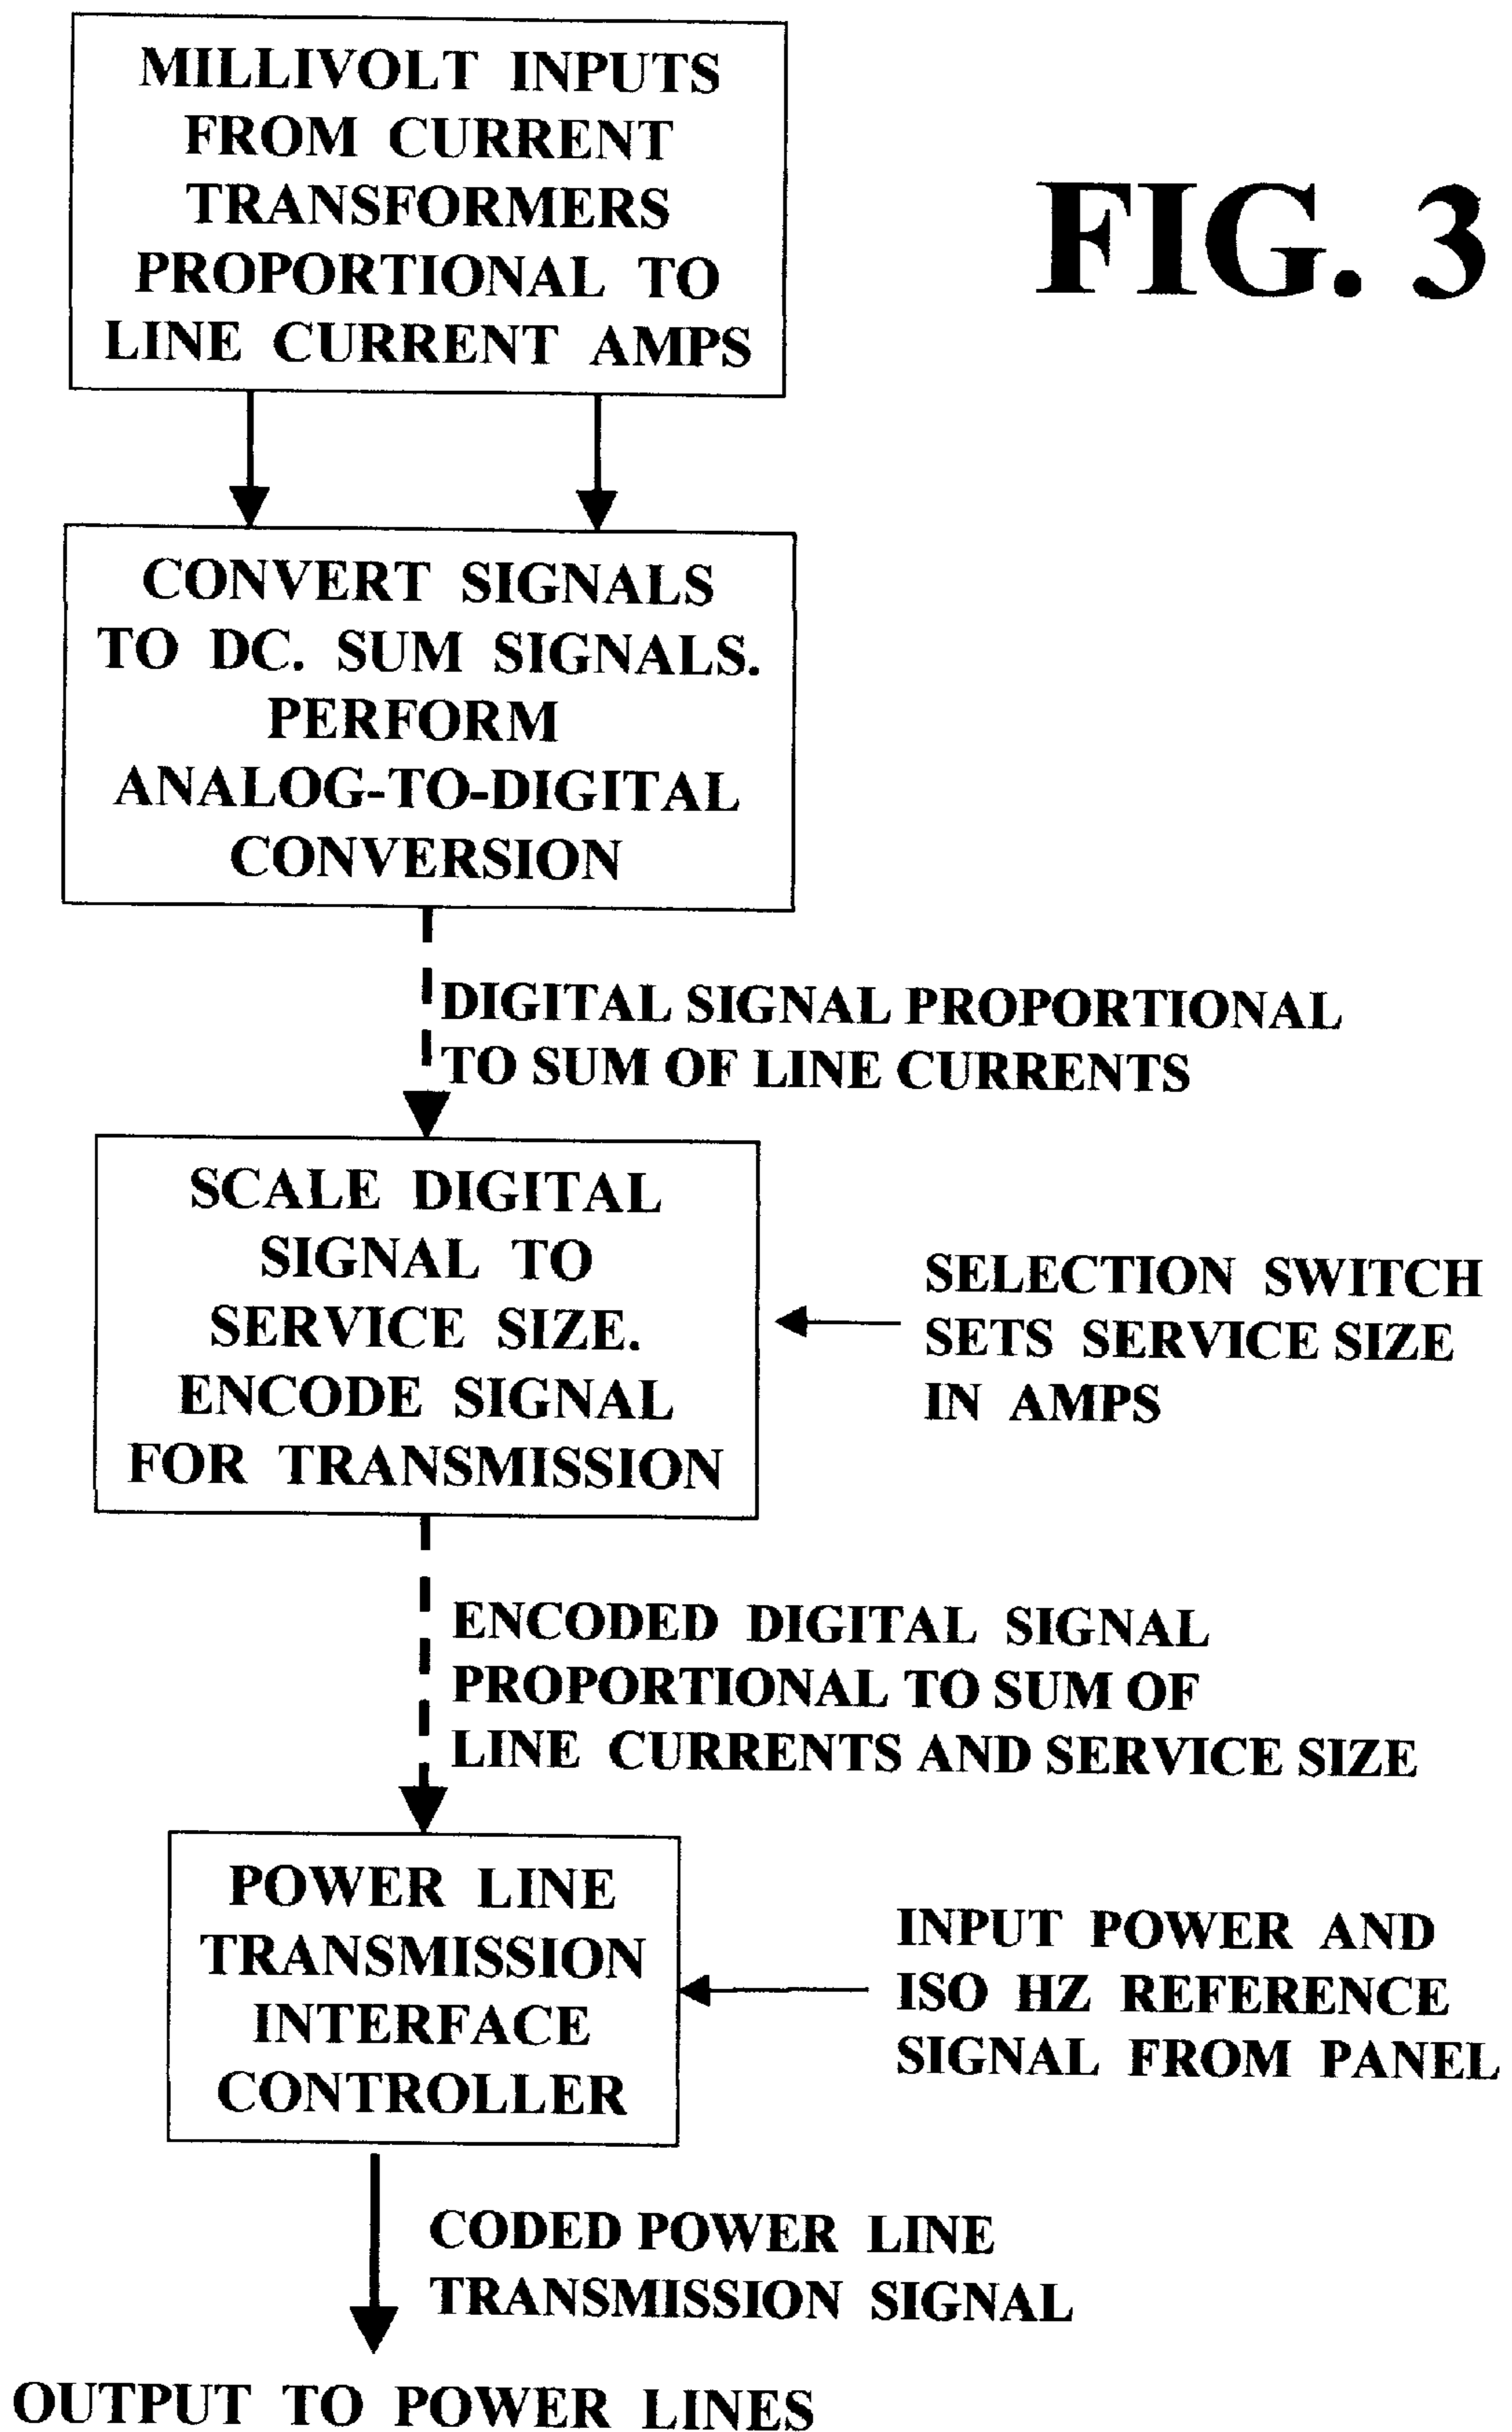 MILLIVOLT INPUTS
FROM CURRENT
TRANSFORMERS
PROPORTIONAL TO
LINE CURRENT AMPS
FIG. 3
CONVERT SIGNALS
TO DC. SUM SIGNALS.
PERFORM
ANALOG-TO-DIGITAL
CONVERSION
DIGITAL SIGNAL PROPORTIONAL
TO SUM OF LINE CURRENTS
SCALE DIGITAL
SIGNAL TO
SERVICE SIZE.
ENCODE SIGNAL
FOR TRANSMISSION
SELECTION SWITCH
SETS SERVICE SIZE
IN AMPS
ENCODED DIGITAL SIGNAL
PROPORTIONAL TO SUM OF
LINE CURRENTS AND SERVICE SIZE
POWER LINE
TRANSMISSION
INTERFACE
CONTROLLER
INPUT POWER AND
ISO HZ REFERENCE
SIGNAL FROM PANEL
CODED POWER LINE
TRANSMISSION SIGNAL
OUTPUT TO POWER LINES